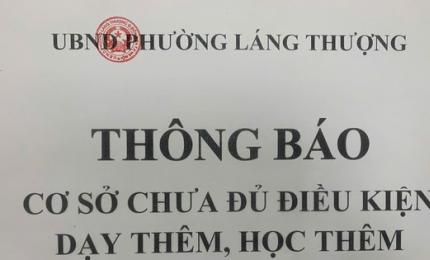 UBND PHƯỜNG LÁNG THƯỢNG
THÔNG BÁO
CƠ SỞ CHƯA ĐỦ ĐIỀU KIỆN
DẠY THÊM, HỌC THÊM